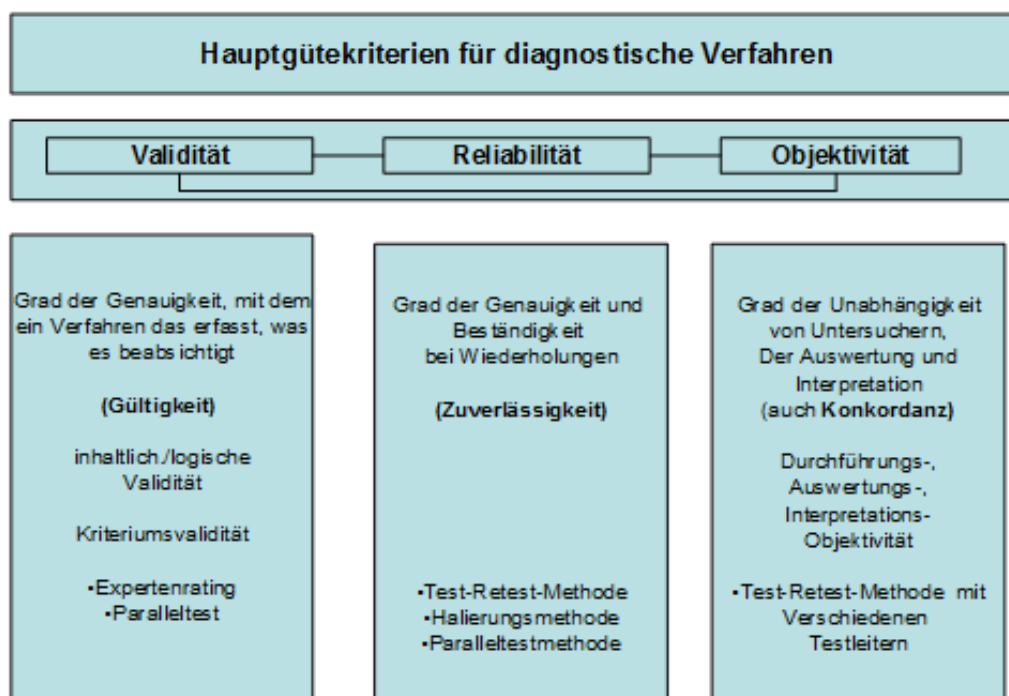 Hauptgütekriterien für diagnostische Verfahren
Validität
Reliabilität
Objektivität
Grad der Genauigkeit, mit dem
ein Verfahren das erfasst, was
es beabsichtigt
(Gültigkeit)
inhaltlich./logische
Validität
Kriteriumsvalidität
•Expertenrating
•Paralleltest
Grad der Genauigkeit und
Beständigkeit
bei Wiederholungen
(Zuverlässigkeit)
•Test-Retest-Methode
•Halierungsmethode
•Paralleltestmethode
Grad der Unabhängigkeit
von Untersuchern,
Der Auswertung und
Interpretation
(auch Konkordanz)
Durchführungs-,
Auswertungs-,
Interpretations-
Objektivität
•Test-Retest-Methode mit
Verschiedenen
Testleitern